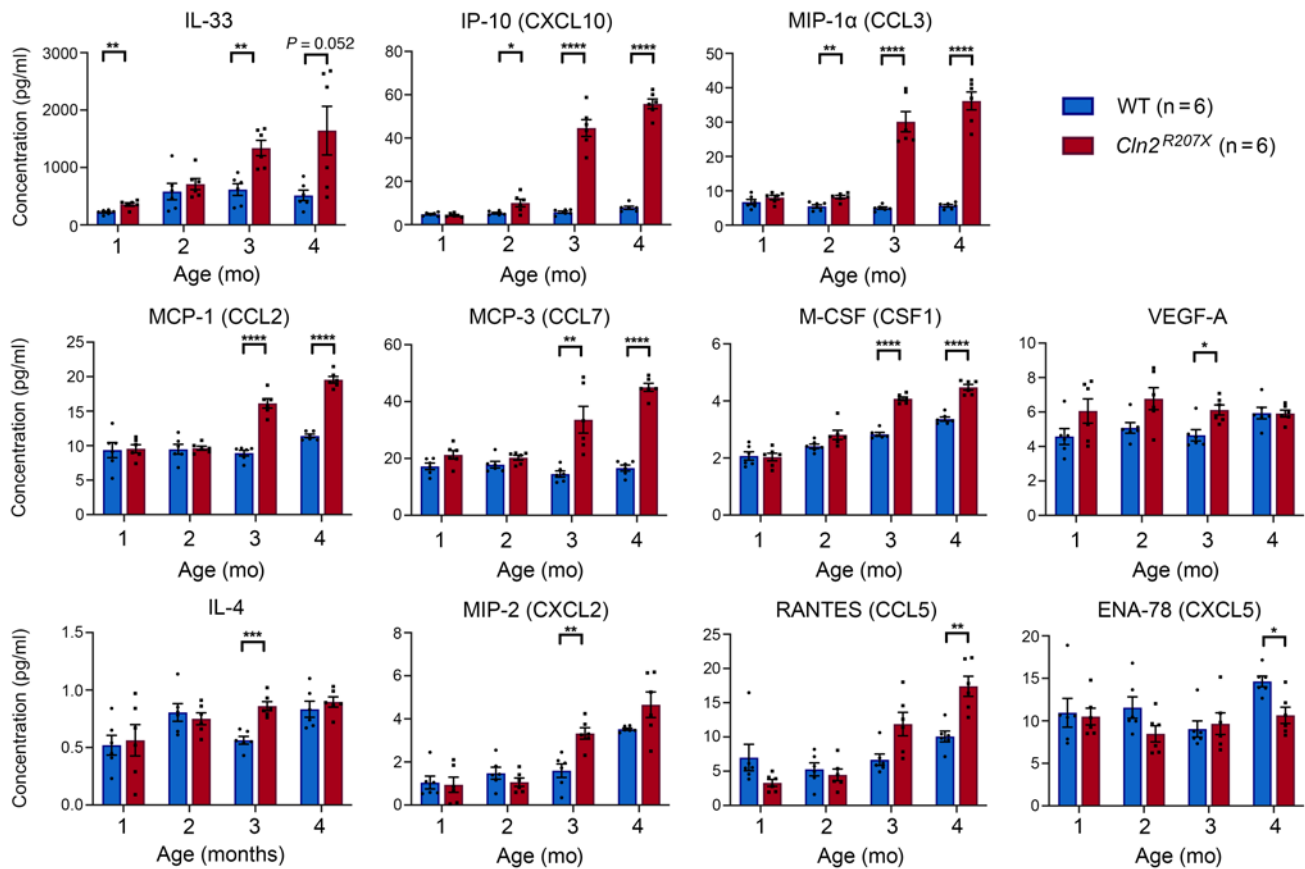 IL-33
IP-10 (CXCL10)
MIP-1α (CCL3)
Concentration (pg/ml)
3000
2000
1000
0
** ** P = 0.052
1 2 3 4
Age (mo)
80
60
40
20
0
* **** ****
1 2 3 4
Age (mo)
50
40
30
20
10
0
** **** ****
1 2 3 4
Age (mo)
WT (n=6)
Cln2R207X (n=6)
MCP-1 (CCL2)
MCP-3 (CCL7)
M-CSF (CSF1)
VEGF-A
Concentration (pg/ml)
25
20
15
10
5
0
**** ****
1 2 3 4
Age (mo)
60
40
20
0
** ****
1 2 3 4
Age (mo)
6
4
2
0
**** ****
1 2 3 4
Age (mo)
10
8
6
4
2
0
*
1 2 3 4
Age (mo)
IL-4
MIP-2 (CXCL2)
RANTES (CCL5)
ENA-78 (CXCL5)
Concentration (pg/ml)
1.5
1.0
0.5
0.0
***
1 2 3 4
Age (months)
8
6
4
2
0
**
1 2 3 4
Age (mo)
25
20
15
10
5
0
**
1 2 3 4
Age (mo)
20
15
10
5
0
*
1 2 3 4
Age (mo)